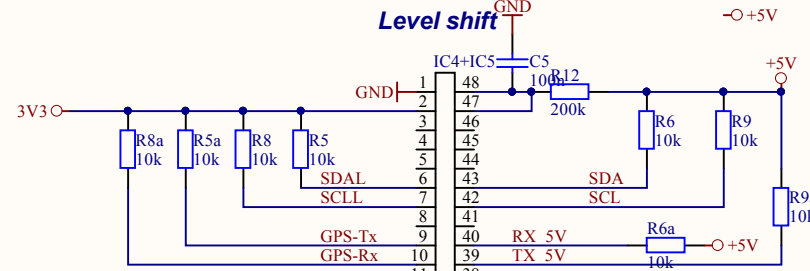 GND
Level shift
+5V
IC4+IC5
C5
100n
R12
+5V
GND
1
48
200k
3V3
2
47
3
46
R8a
10k
R5a
10k
R8
10k
R5
10k
4
45
R6
10k
R9
10k
5
44
SDAL
6
43
SDA
SCLL
7
42
SCL
8
41
R9
10
GPS-Tx
9
40
RX 5V
R6a
+5V
GPS-Rx
10
39
TX 5V
10k